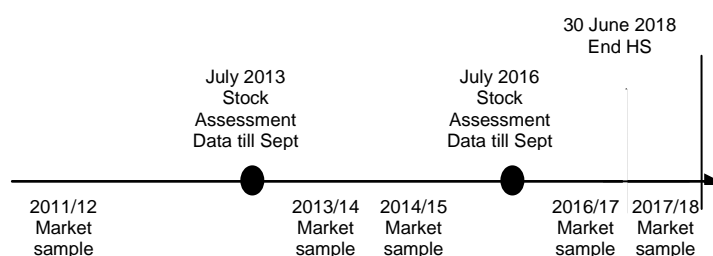 30 June 2018
End HS
July 2013
Stock
Assessment
Data till Sept
July 2016
Stock
Assessment
Data till Sept
2011/12
Market
sample
2013/14
Market
sample
2014/15
Market
sample
2016/17
Market
sample
2017/18
Market
sample